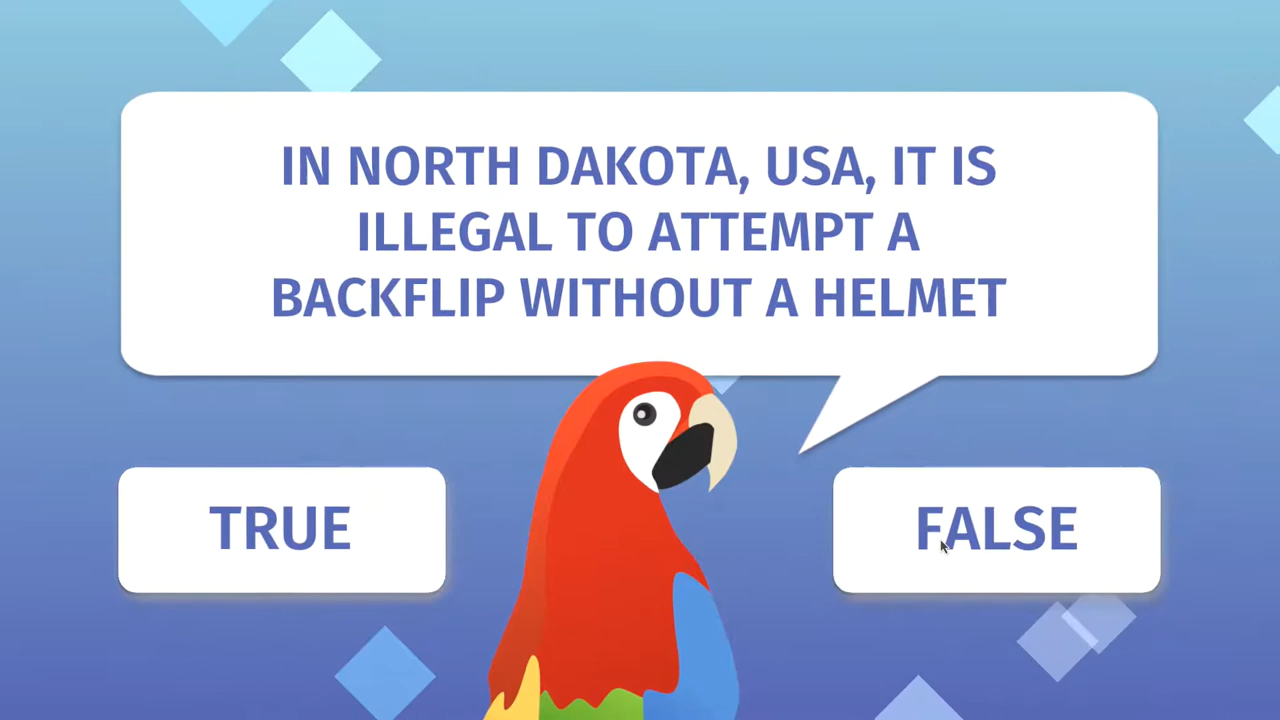 IN NORTH DAKOTA, USA, IT IS
ILLEGAL TO ATTEMPT A
BACKFLIP WITHOUT A HELMET
TRUE
FALSE